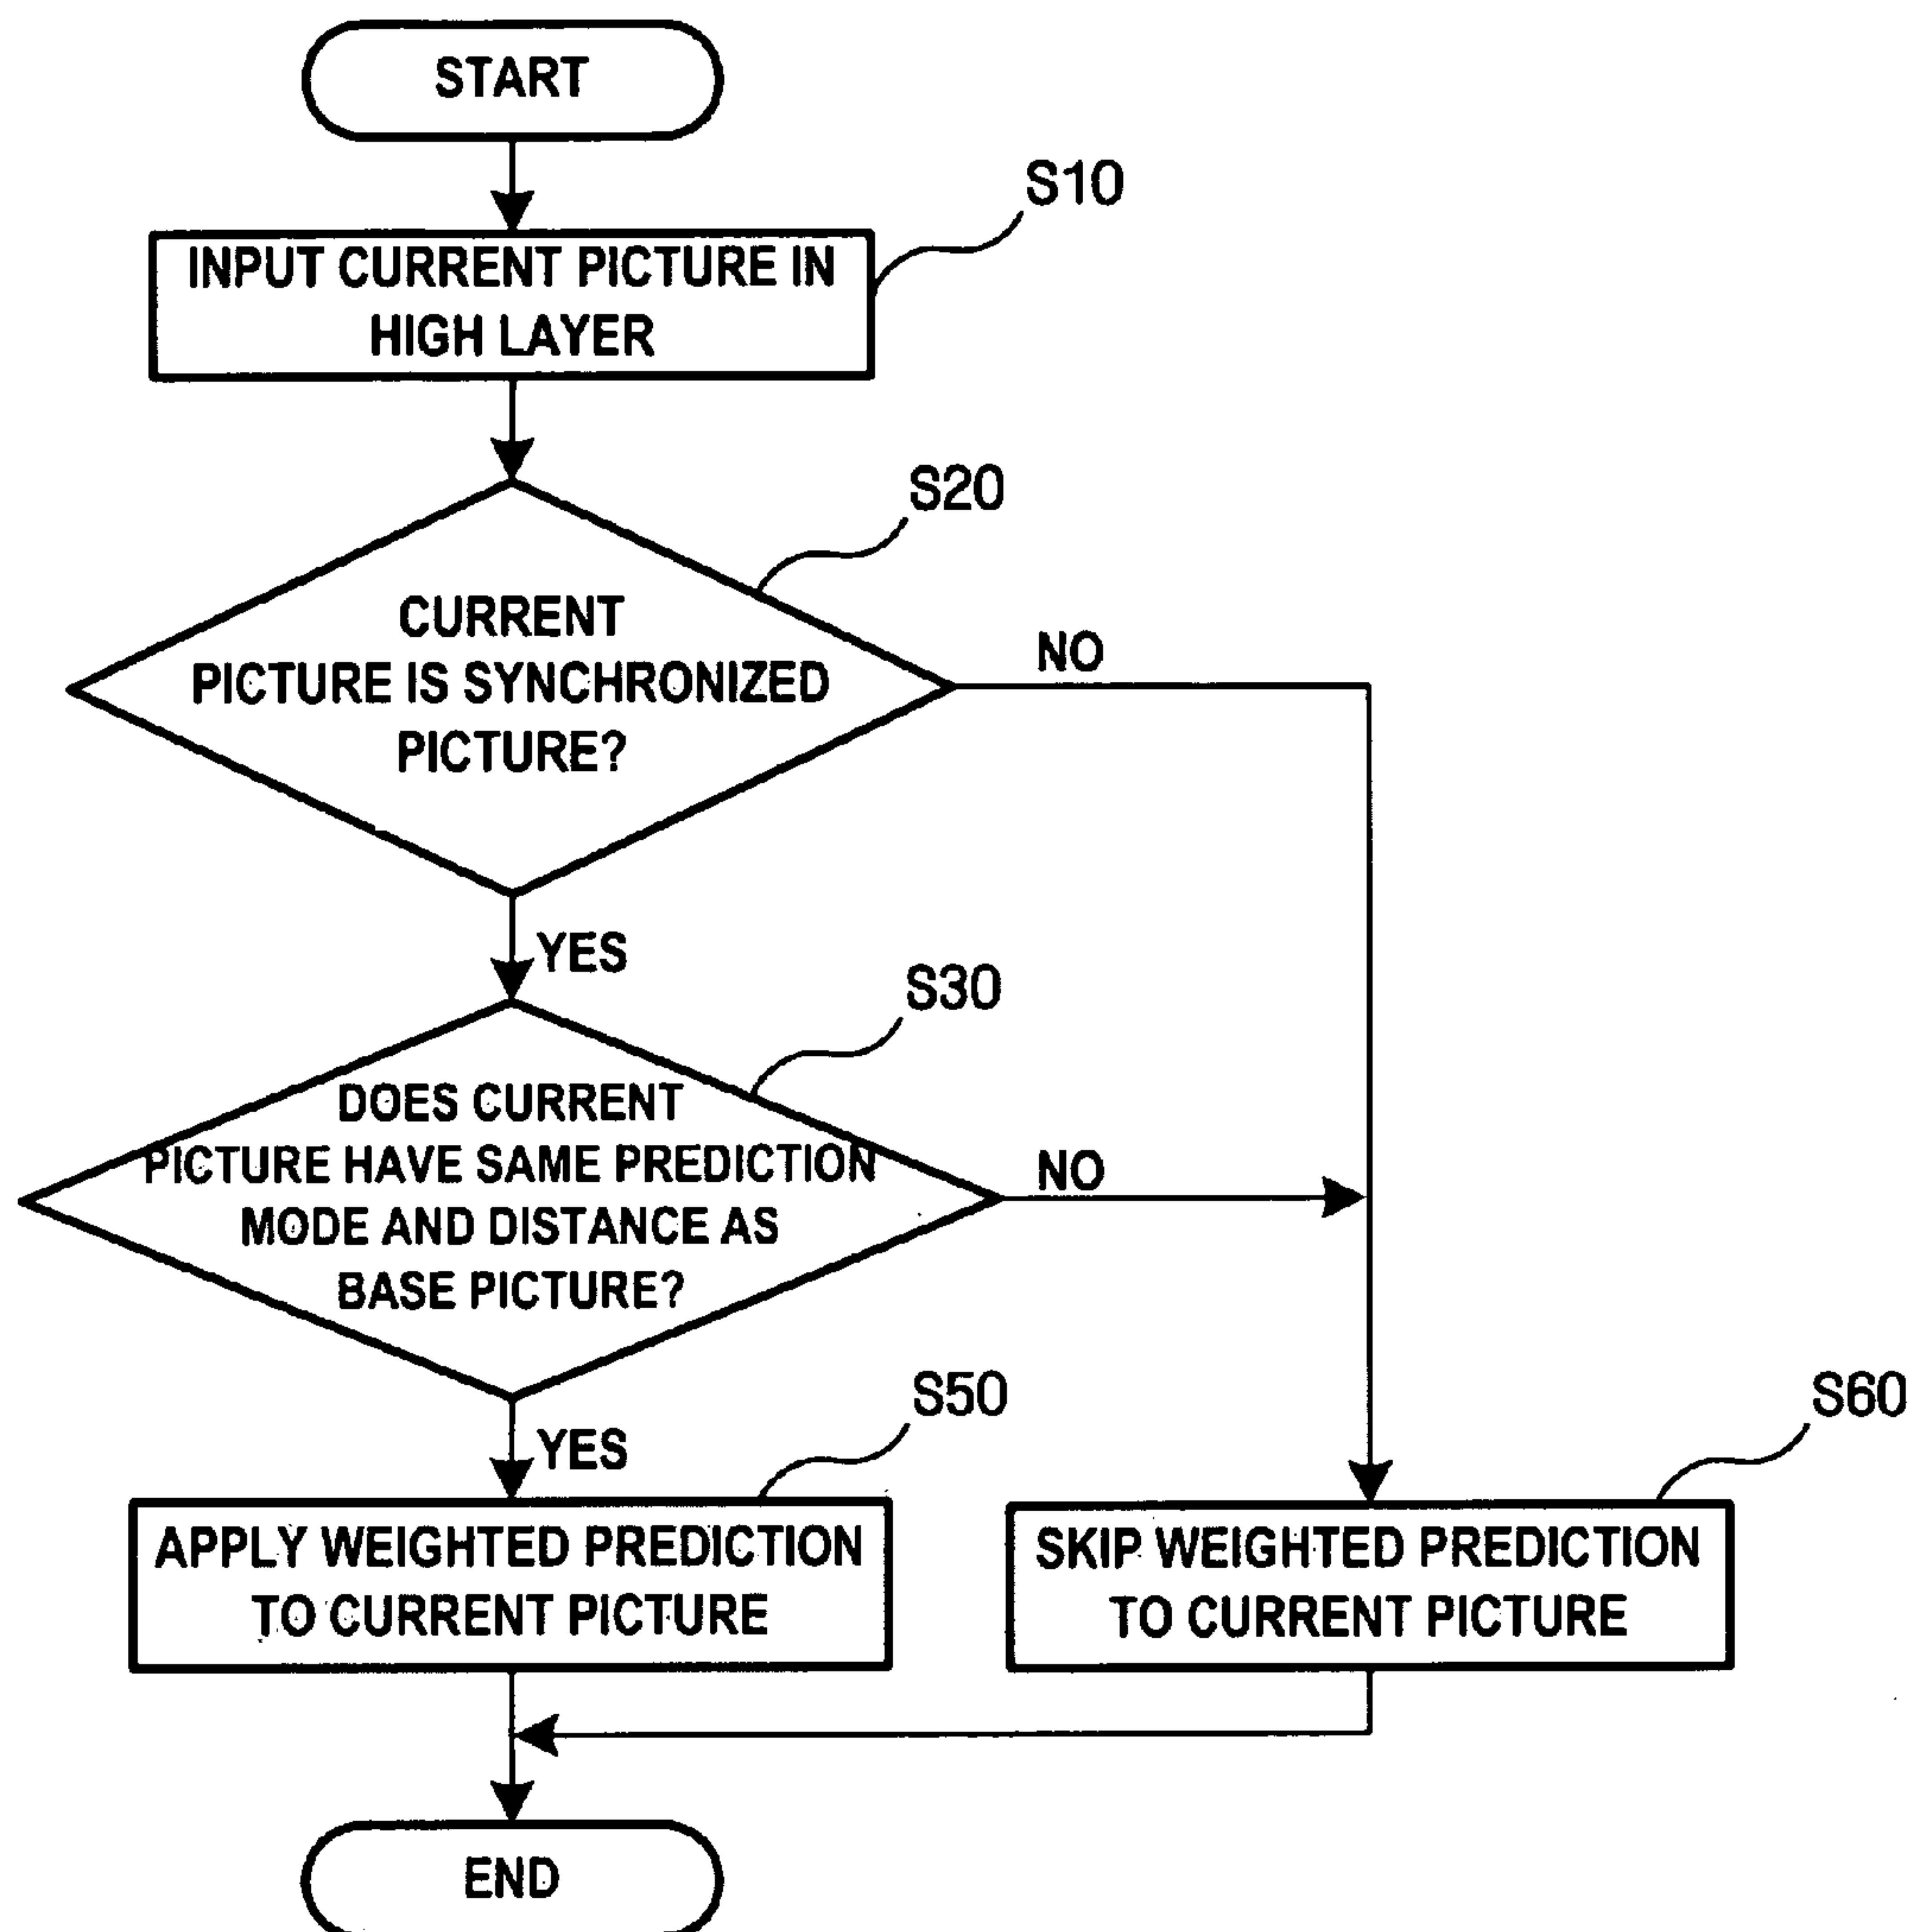 START
S10
INPUT CURRENT PICTURE IN
HIGH LAYER
S20
CURRENT
PICTURE IS SYNCHRONIZED
PICTURE?
NO
YES
S30
DOES CURRENT
PICTURE HAVE SAME PREDICTION
MODE AND DISTANCE AS
BASE PICTURE?
NO
YES
S50
APPLY WEIGHTED PREDICTION
TO CURRENT PICTURE
S60
SKIP WEIGHTED PREDICTION
TO CURRENT PICTURE
END